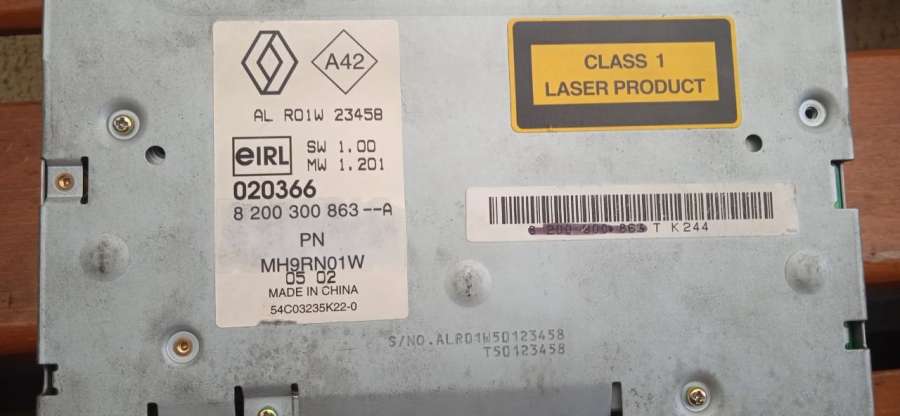 A42
AL R01W 23458
eIRL
SW 1.00
MW 1.201
020366
8 200 300 863--A
PN
MH9RN01W
05 02
MADE IN CHINA
54C03235K22-0
CLASS 1
LASER PRODUCT
8 200 300 863 T K244
S/NO.ALR01W50123458
T50123458